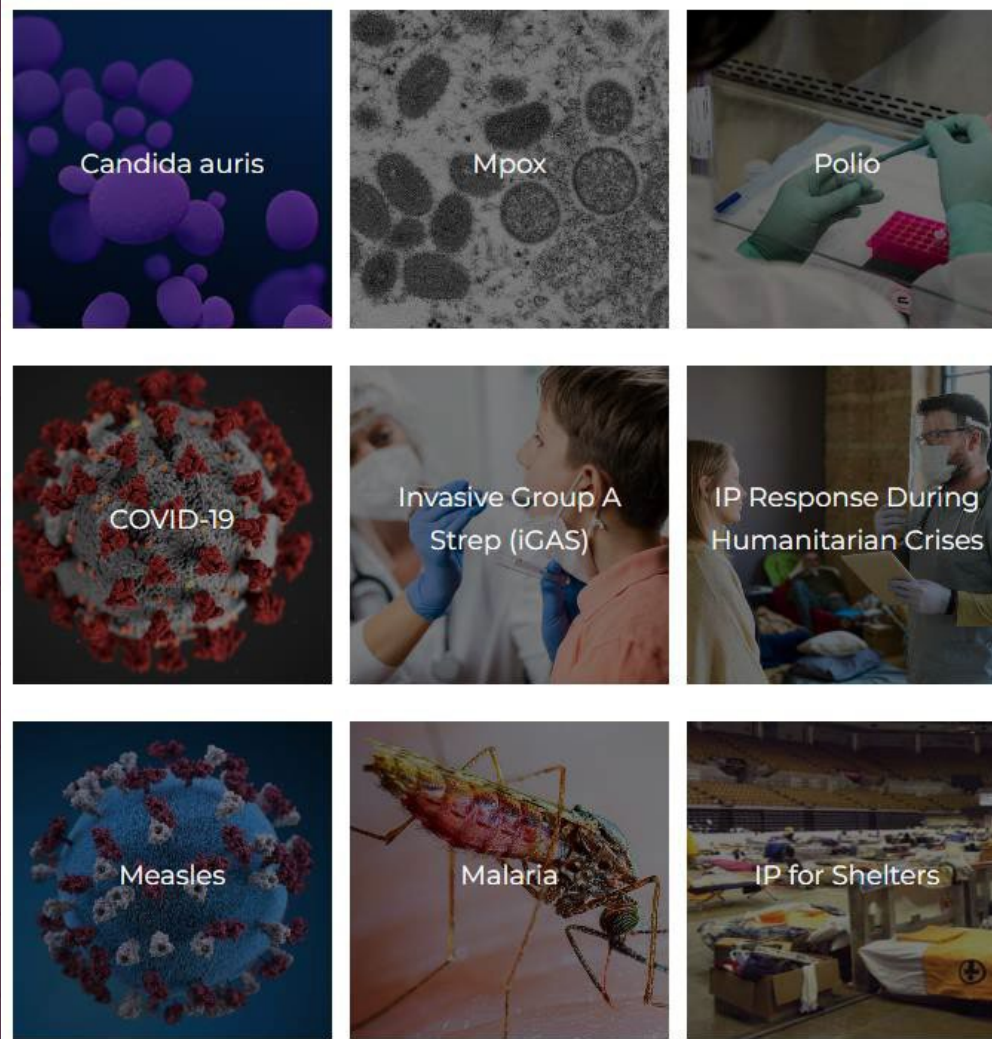 Candida auris
Mpox
Polio
COVID-19
Invasive Group A
Strep (iGAS)
IP Response During
Humanitarian Crises
Measles
Malaria
IP for Shelters